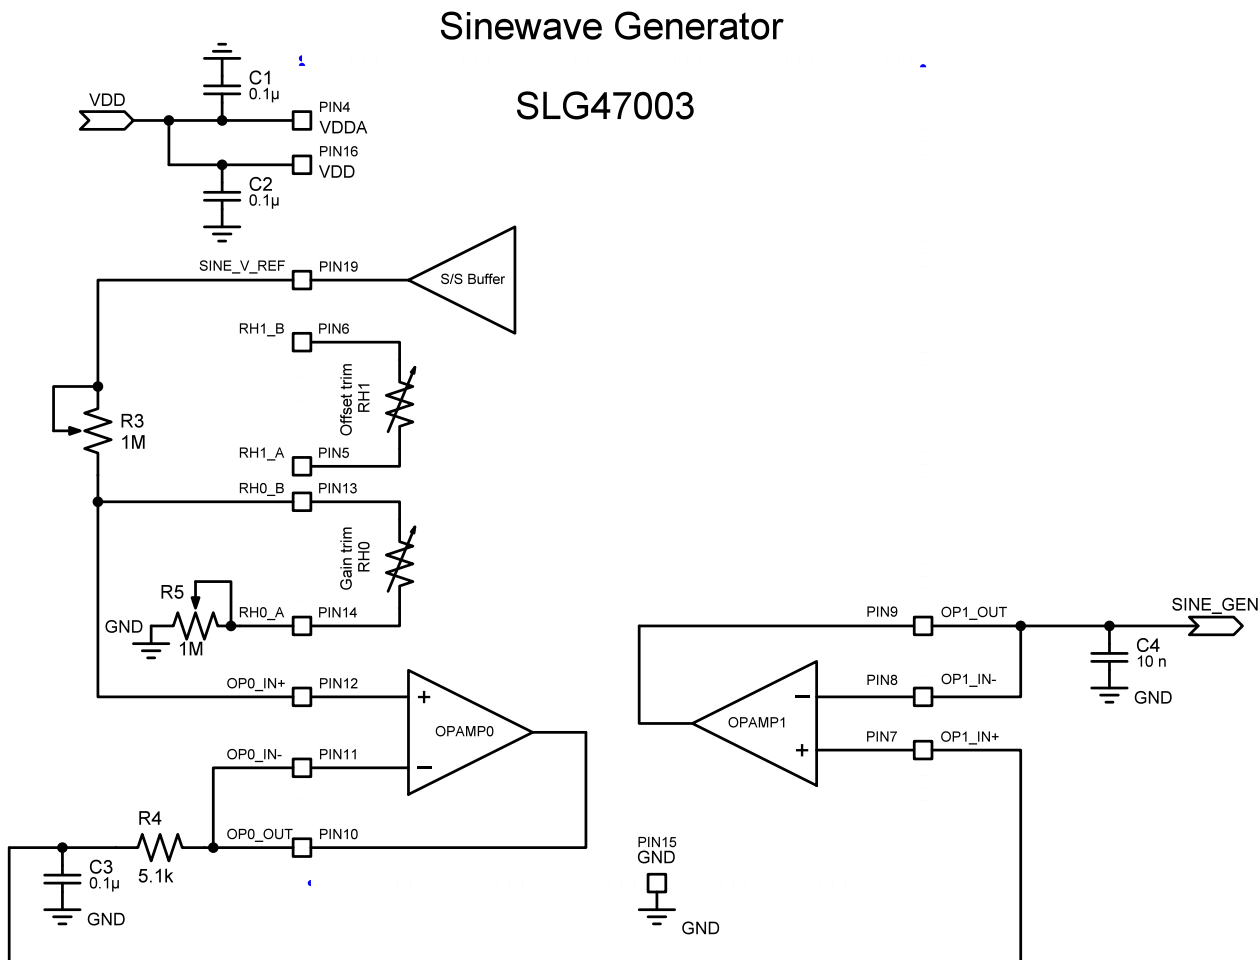 Sinewave Generator
SLG47003
C1
0.1µ
VDD
PIN4
VDDA
PIN16
VDD
C2
0.1µ
SINE_V_REF
PIN19
S/S Buffer
RH1_B
PIN6
Offset trim
RH1
R3
1M
RH1_A
PIN5
RH0_B
PIN13
Gain trim
RH0
R5
RH0_A
PIN14
GND
1M
OP0_IN+
PIN12
+
OPAMP0
OP0_IN-
PIN11
−
R4
OP0_OUT
PIN10
5.1k
C3
0.1µ
GND
PIN9
OP1_OUT
SINE_GEN
C4
10 n
GND
PIN8
OP1_IN-
−
OPAMP1
PIN7
OP1_IN+
+
PIN15
GND
GND